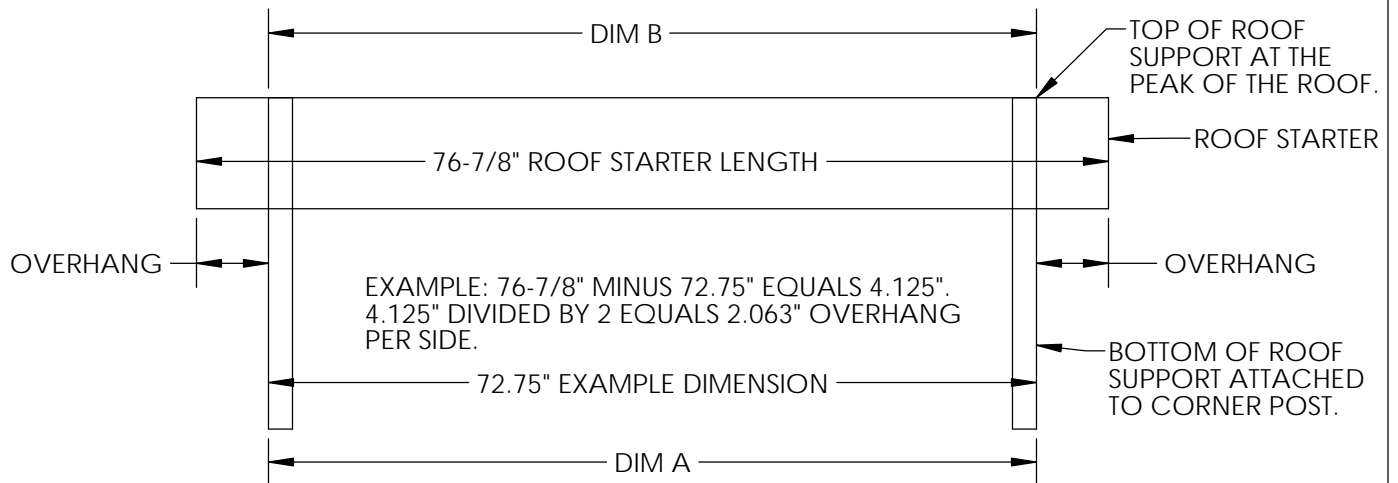 DIM B
TOP OF ROOF
SUPPORT AT THE
PEAK OF THE ROOF.
ROOF STARTER
76-7/8" ROOF STARTER LENGTH
OVERHANG
OVERHANG
EXAMPLE: 76-7/8" MINUS 72.75" EQUALS 4.125".
4.125" DIVIDED BY 2 EQUALS 2.063" OVERHANG
PER SIDE.
72.75" EXAMPLE DIMENSION
BOTTOM OF ROOF
SUPPORT ATTACHED
TO CORNER POST.
DIM A